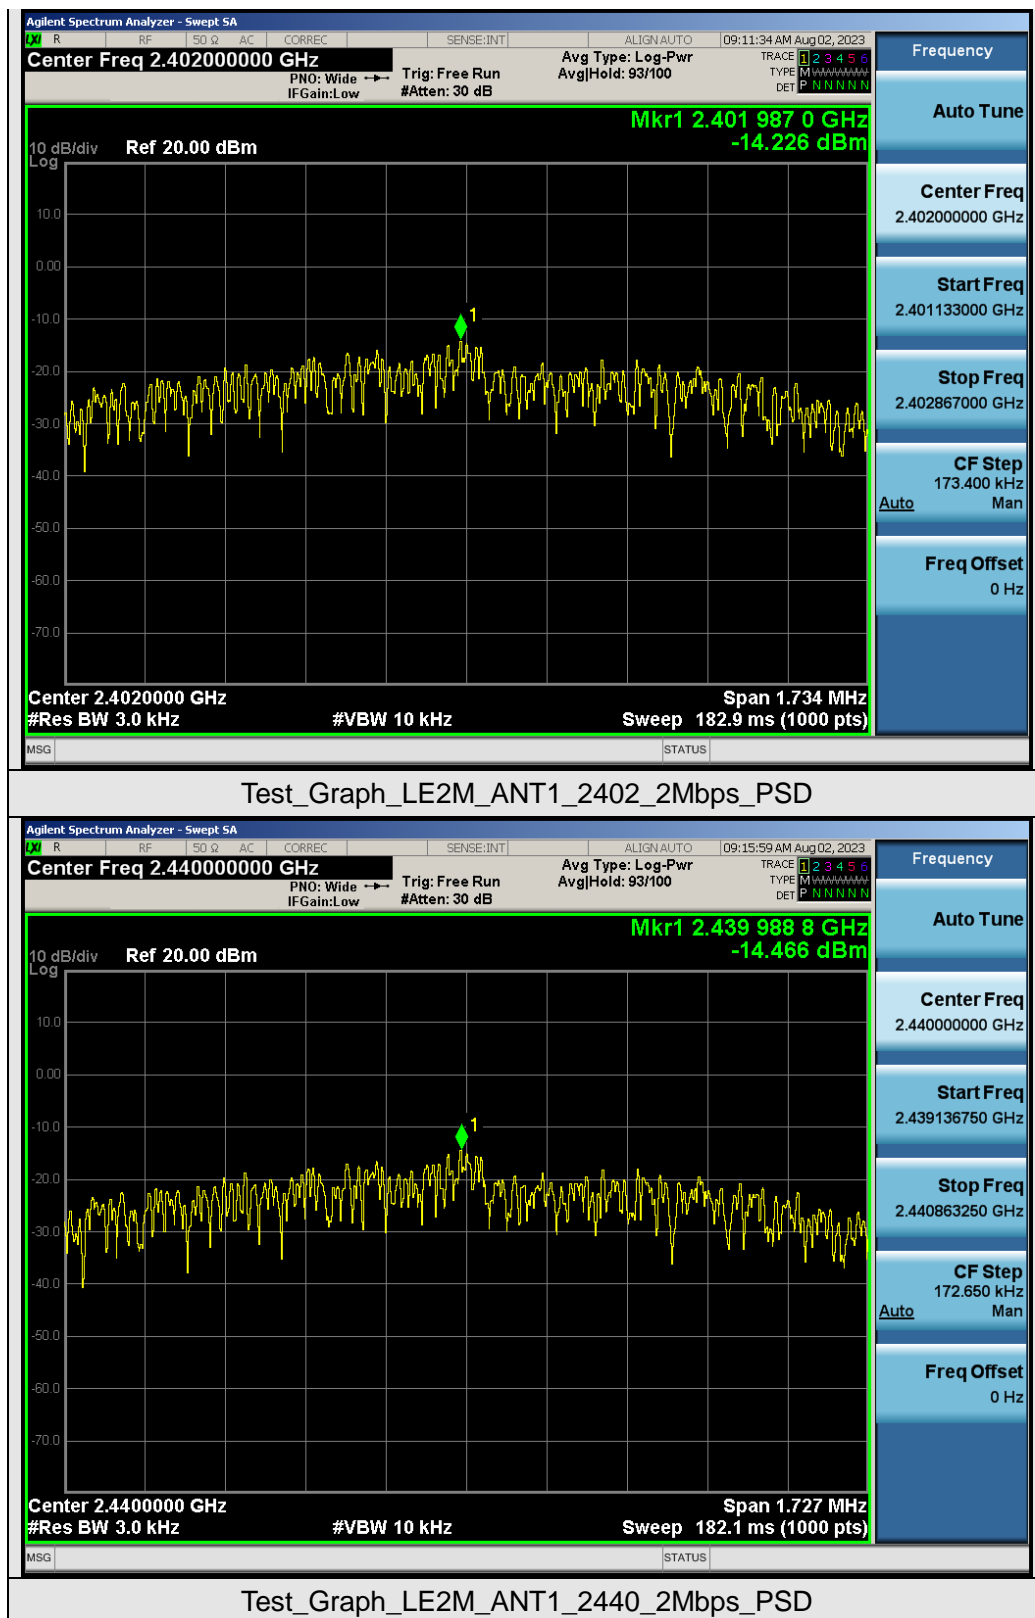 Agilent Spectrum Analyzer - Swept SA
LXI R RF 50 Ω AC CORREC SENSE:INT ALIGN AUTO 09:11:34 AM Aug 02, 2023
Center Freq 2.402000000 GHz
PNO: Wide
IFGain:Low
Trig: Free Run
#Atten: 30 dB
Avg Type: Log-Pwr
Avg|Hold: 93/100
TRACE 1 2 3 4 5 6
TYPE M W W W W W
DET P N N N N N
Mkr1 2.401 987 0 GHz
-14.226 dBm
10 dB/div Ref 20.00 dBm
Log
10.0
0.00
-10.0
-20.0
-30.0
-40.0
-50.0
-60.0
-70.0
1
Center 2.4020000 GHz Span 1.734 MHz
#Res BW 3.0 kHz #VBW 10 kHz Sweep 182.9 ms (1000 pts)
MSG STATUS
Frequency
Auto Tune
Center Freq
2.402000000 GHz
Start Freq
2.401133000 GHz
Stop Freq
2.402867000 GHz
CF Step
173.400 kHz
Auto Man
Freq Offset
0 Hz
Test_Graph_LE2M_ANT1_2402_2Mbps_PSD
Agilent Spectrum Analyzer - Swept SA
LXI R RF 50 Ω AC CORREC SENSE:INT ALIGN AUTO 09:15:59 AM Aug 02, 2023
Center Freq 2.440000000 GHz
PNO: Wide
IFGain:Low
Trig: Free Run
#Atten: 30 dB
Avg Type: Log-Pwr
Avg|Hold: 93/100
TRACE 1 2 3 4 5 6
TYPE M W W W W W
DET P N N N N N
Mkr1 2.439 988 8 GHz
-14.466 dBm
10 dB/div Ref 20.00 dBm
Log
10.0
0.00
-10.0
-20.0
-30.0
-40.0
-50.0
-60.0
-70.0
1
Center 2.4400000 GHz Span 1.727 MHz
#Res BW 3.0 kHz #VBW 10 kHz Sweep 182.1 ms (1000 pts)
MSG STATUS
Frequency
Auto Tune
Center Freq
2.440000000 GHz
Start Freq
2.439136750 GHz
Stop Freq
2.440863250 GHz
CF Step
172.650 kHz
Auto Man
Freq Offset
0 Hz
Test_Graph_LE2M_ANT1_2440_2Mbps_PSD